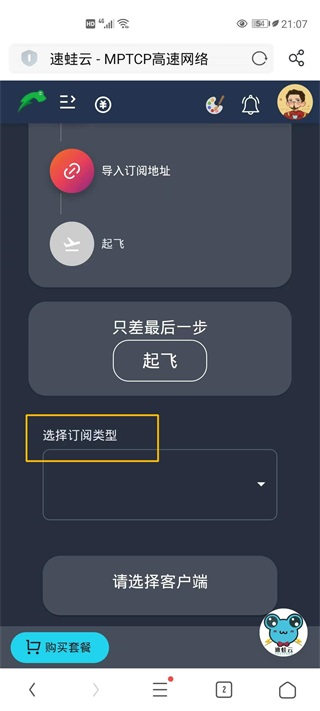 HD 4G 154 21:07
速蛙云 - MPTCP高速网络
导入订阅地址
起飞
只差最后一步
起飞
选择订阅类型
请选择客户端
购买套餐
速蛙云
2